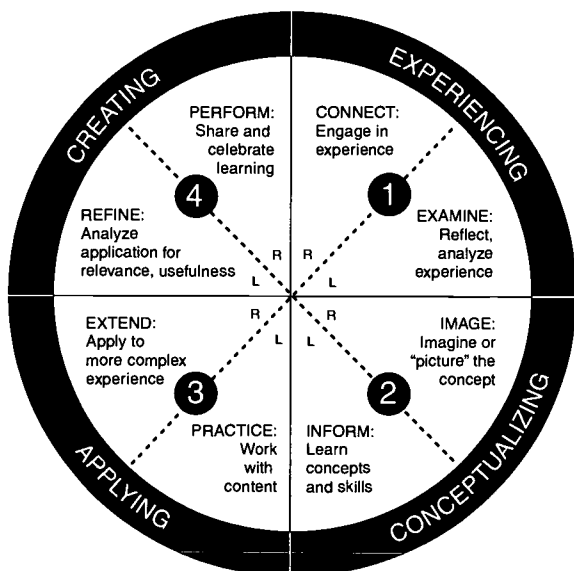 EXPERIENCING
CONNECT:
Engage in
experience
1
EXAMINE:
Reflect,
analyze
experience
R
L
CONCEPTUALIZING
IMAGE:
Imagine or
"picture" the
concept
2
INFORM:
Learn
concepts
and skills
R
L
APPLYING
PRACTICE:
Work
with
content
3
EXTEND:
Apply to
more complex
experience
R
L
CREATING
REFINE:
Analyze
application for
relevance, usefulness
4
PERFORM:
Share and
celebrate
learning
R
L